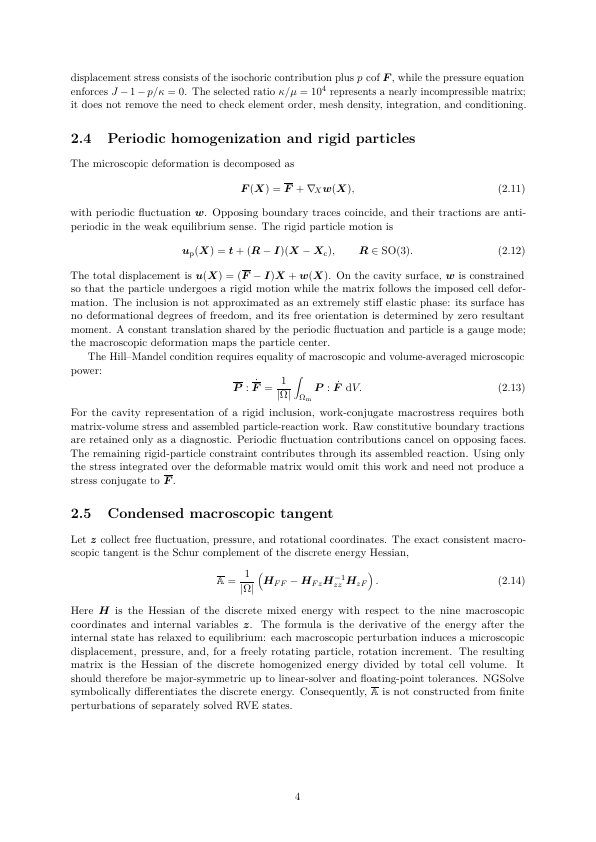 displacement stress consists of the isochoric contribution plus p cof F, while the pressure equation
enforces J − 1 − p/κ = 0. The selected ratio κ/μ = 10⁴ represents a nearly incompressible matrix;
it does not remove the need to check element order, mesh density, integration, and conditioning.
2.4 Periodic homogenization and rigid particles
The microscopic deformation is decomposed as
F(X) = F̅ + ∇_X w(X), (2.11)
with periodic fluctuation w. Opposing boundary traces coincide, and their tractions are anti-
periodic in the weak equilibrium sense. The rigid particle motion is
u_p(X) = t + (R − I)(X − X_c), R ∈ SO(3). (2.12)
The total displacement is u(X) = (F̅ − I)X + w(X). On the cavity surface, w is constrained
so that the particle undergoes a rigid motion while the matrix follows the imposed cell defor-
mation. The inclusion is not approximated as an extremely stiff elastic phase: its surface has
no deformational degrees of freedom, and its free orientation is determined by zero resultant
moment. A constant translation shared by the periodic fluctuation and particle is a gauge mode;
the macroscopic deformation maps the particle center.
The Hill–Mandel condition requires equality of macroscopic and volume-averaged microscopic
power:
P̅ : F̅̇ = 1/|Ω| ∫_Ωm P : Ḟ dV. (2.13)
For the cavity representation of a rigid inclusion, work-conjugate macrostress requires both
matrix-volume stress and assembled particle-reaction work. Raw constitutive boundary tractions
are retained only as a diagnostic. Periodic fluctuation contributions cancel on opposing faces.
The remaining rigid-particle constraint contributes through its assembled reaction. Using only
the stress integrated over the deformable matrix would omit this work and need not produce a
stress conjugate to F̅.
2.5 Condensed macroscopic tangent
Let z collect free fluctuation, pressure, and rotational coordinates. The exact consistent macro-
scopic tangent is the Schur complement of the discrete energy Hessian,
𝔸̅ = 1/|Ω| (H_FF − H_Fz H_zz⁻¹ H_zF). (2.14)
Here H is the Hessian of the discrete mixed energy with respect to the nine macroscopic
coordinates and internal variables z. The formula is the derivative of the energy after the
internal state has relaxed to equilibrium: each macroscopic perturbation induces a microscopic
displacement, pressure, and, for a freely rotating particle, rotation increment. The resulting
matrix is the Hessian of the discrete homogenized energy divided by total cell volume. It
should therefore be major-symmetric up to linear-solver and floating-point tolerances. NGSolve
symbolically differentiates the discrete energy. Consequently, 𝔸̅ is not constructed from finite
perturbations of separately solved RVE states.
4